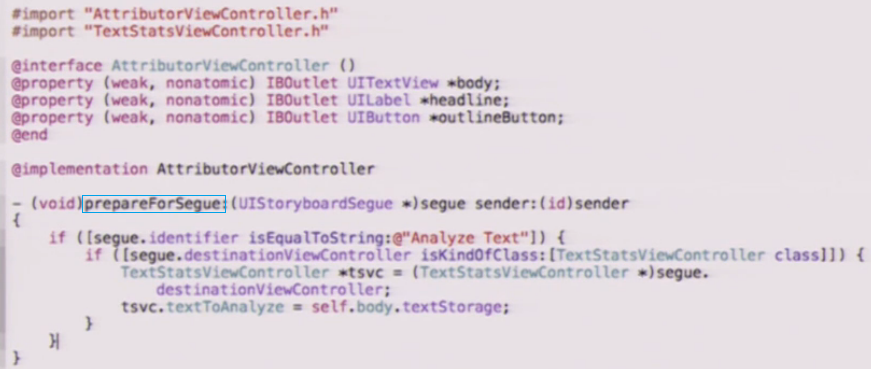 #import "AttributorViewController.h"
#import "TextStatsViewController.h"
@interface AttributorViewController ()
@property (weak, nonatomic) IBOutlet UITextView *body;
@property (weak, nonatomic) IBOutlet UILabel *headline;
@property (weak, nonatomic) IBOutlet UIButton *outlineButton;
@end
@implementation AttributorViewController
- (void)prepareForSegue:(UIStoryboardSegue *)segue sender:(id)sender
{
if ([segue.identifier isEqualToString:@"Analyze Text"]) {
if ([segue.destinationViewController isKindOfClass:[TextStatsViewController class]]) {
TextStatsViewController *tsvc = (TextStatsViewController *)segue.
destinationViewController;
tsvc.textToAnalyze = self.body.textStorage;
}
}
}